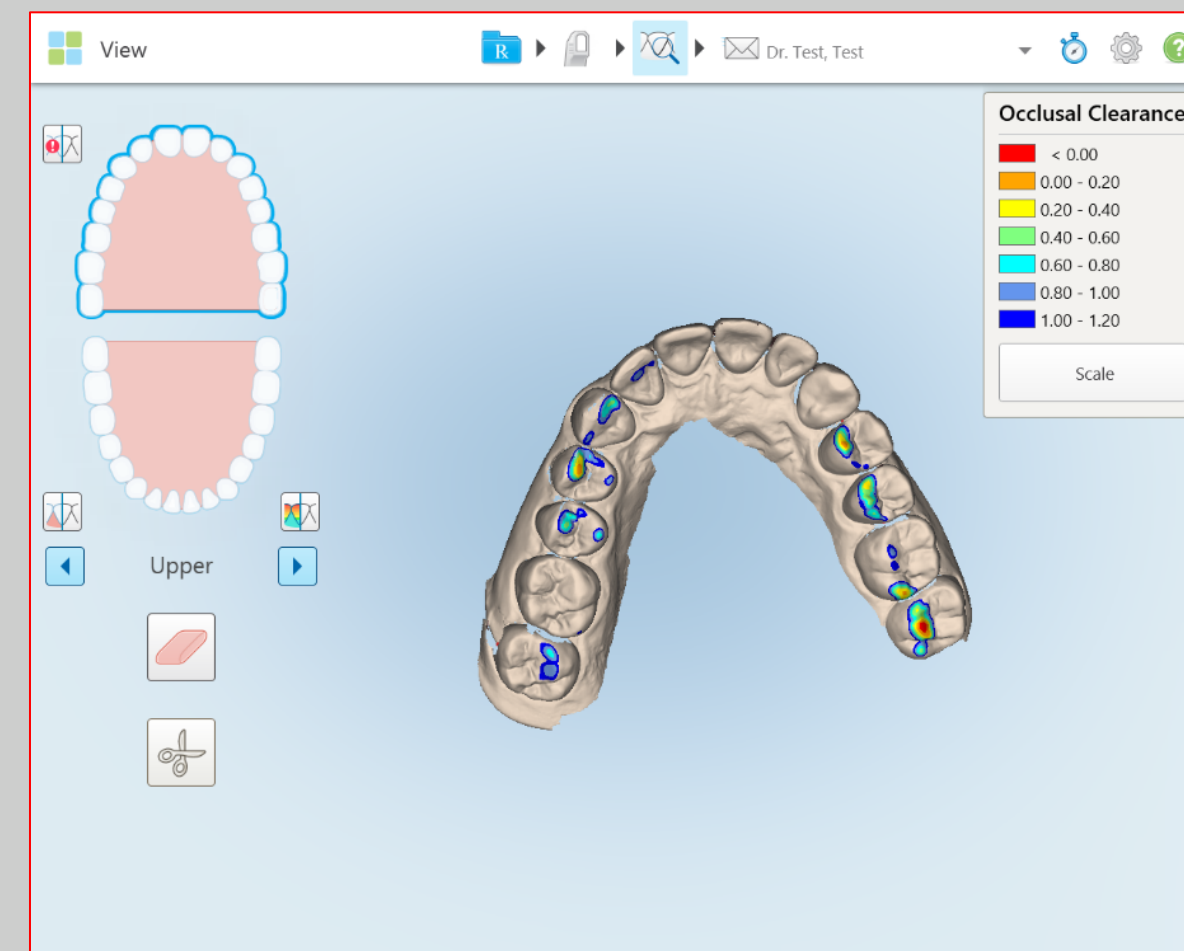 View
Rx
Dr. Test, Test
?
Occlusal Clearance
< 0.00
0.00 - 0.20
0.20 - 0.40
0.40 - 0.60
0.60 - 0.80
0.80 - 1.00
1.00 - 1.20
Scale
Upper